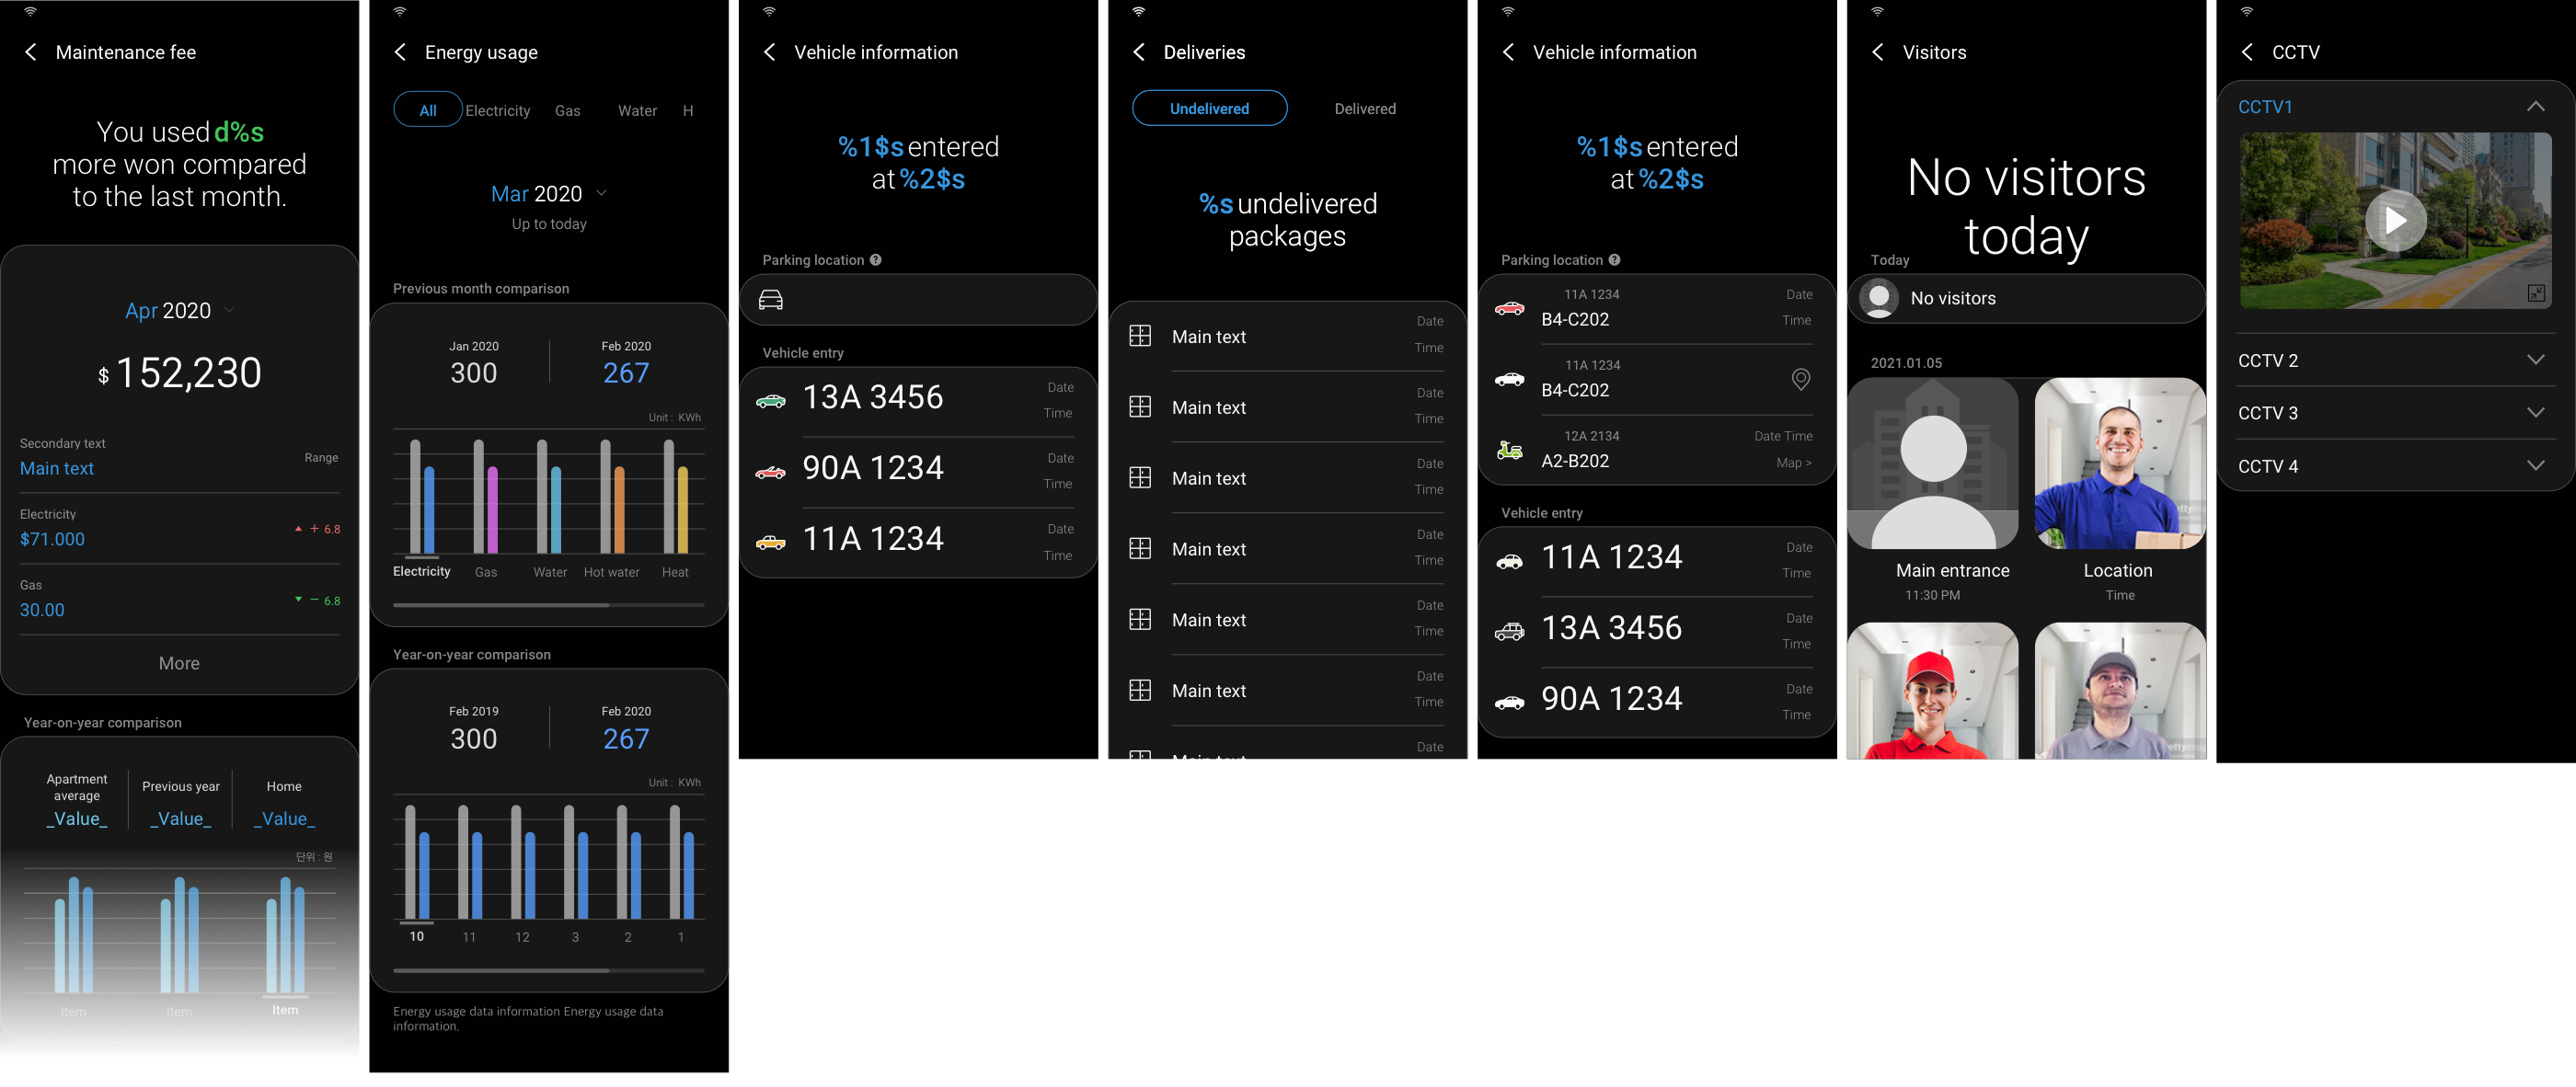 Maintenance fee
You used d%s
more won compared
to the last month.
Apr 2020
$ 152,230
Secondary text
Main text
Range
Electricity
$71.000
+ 6.8
Gas
30.00
− 6.8
More
Year-on-year comparison
Apartment
average
_Value_
Previous year
_Value_
Home
_Value_
단위 : 원
Item
Item
Item
Energy usage
All
Electricity
Gas
Water
H
Mar 2020
Up to today
Previous month comparison
Jan 2020
300
Feb 2020
267
Unit : KWh
Electricity
Gas
Water
Hot water
Heat
Year-on-year comparison
Feb 2019
300
Feb 2020
267
Unit : KWh
10
11
12
3
2
1
Energy usage data information Energy usage data
information.
Vehicle information
%1$s entered
at %2$s
Parking location ?
Vehicle entry
13A 3456
Date
Time
90A 1234
Date
Time
11A 1234
Date
Time
Deliveries
Undelivered
Delivered
%s undelivered
packages
Main text
Date
Time
Main text
Date
Time
Main text
Date
Time
Main text
Date
Time
Main text
Date
Time
Main text
Date
Time
Main text
Date
Vehicle information
%1$s entered
at %2$s
Parking location ?
11A 1234
B4-C202
Date
Time
11A 1234
B4-C202
12A 2134
A2-B202
Date Time
Map >
Vehicle entry
11A 1234
Date
Time
13A 3456
Date
Time
90A 1234
Date
Time
Visitors
No visitors
today
Today
No visitors
2021.01.05
Main entrance
11:30 PM
Location
Time
CCTV
CCTV1
CCTV 2
CCTV 3
CCTV 4